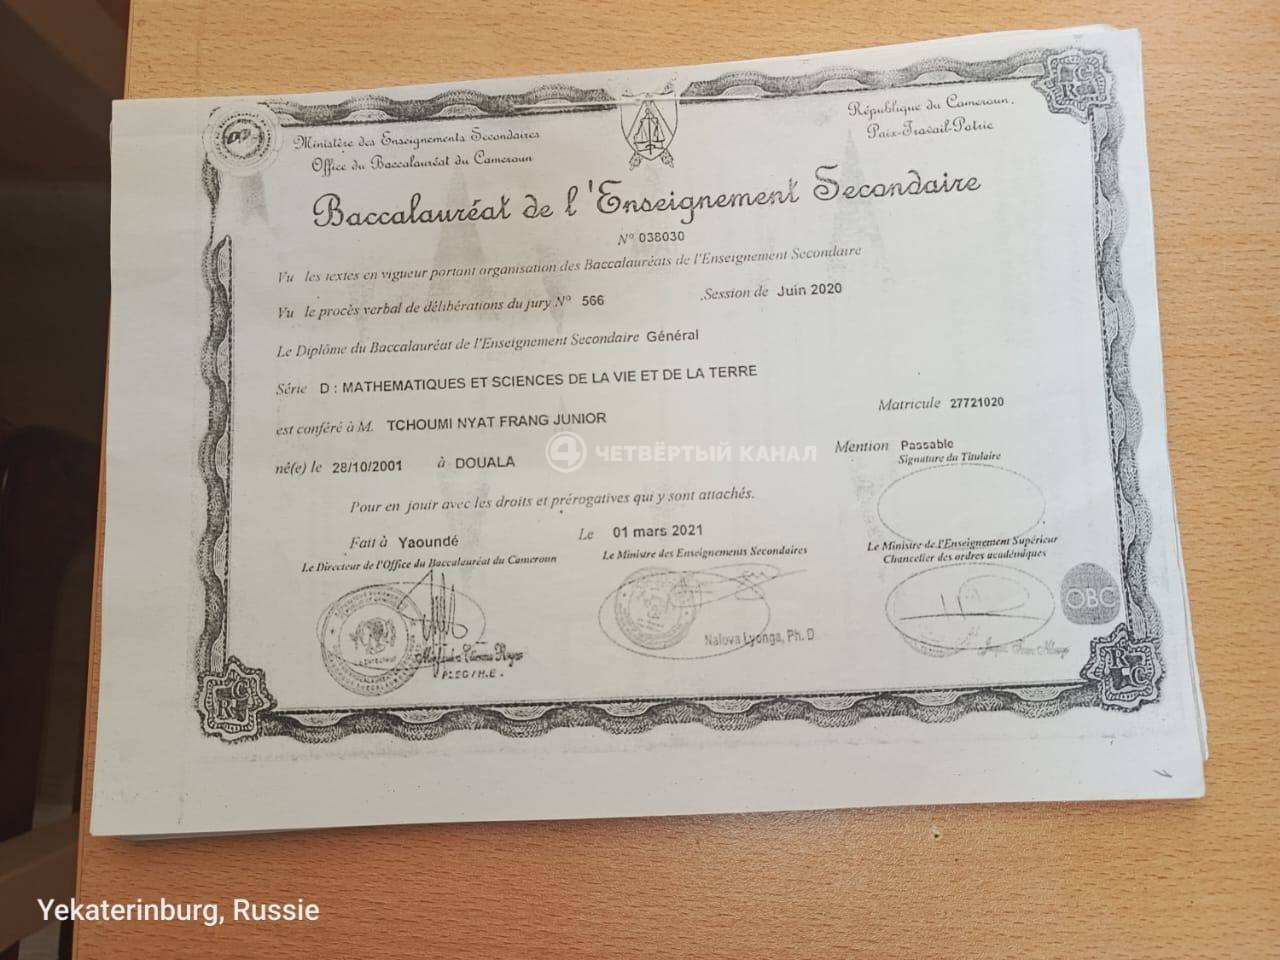 Ministère des Enseignements Secondaires
Office du Baccalauréat du Cameroun
République du Cameroun.
Paix-Travail-Patrie
Baccalauréat de l'Enseignement Secondaire
N° 038030
Vu les textes en vigueur portant organisation des Baccalauréats de l'Enseignement Secondaire
Vu le procès verbal de délibérations du jury N° 566 ,Session de Juin 2020
Le Diplôme du Baccalauréat de l'Enseignement Secondaire Général
Série D : MATHEMATIQUES ET SCIENCES DE LA VIE ET DE LA TERRE
Matricule 27721020
est conféré à M. TCHOUMI NYAT FRANG JUNIOR
Mention Passable
né(e) le 28/10/2001 à DOUALA
Signature du Titulaire
4 ЧЕТВЁРТЫЙ КАНАЛ
Pour en jouir avec les droits et prérogatives qui y sont attachés.
Fait à Yaoundé Le 01 mars 2021
Le Directeur de l'Office du Baccalauréat du Cameroun
Le Ministre des Enseignements Secondaires
Le Ministre de l'Enseignement Supérieur
Chancelier des ordres académiques
OBC
Nalova Lyonga, Ph. D
P.L.E.G/H.E.
R C
R C
R C
Yekaterinburg, Russie